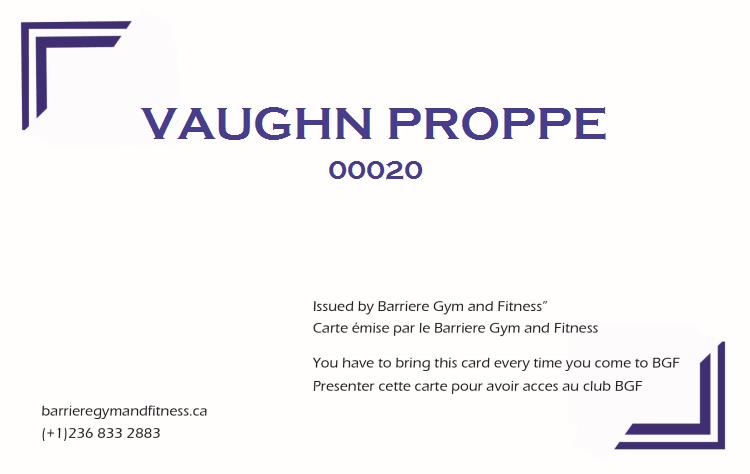 VAUGHN PROPPE
00020
Issued by Barriere Gym and Fitness”
Carte émise par le Barriere Gym and Fitness
You have to bring this card every time you come to BGF
Presenter cette carte pour avoir acces au club BGF
barrieregymandfitness.ca
(+1)236 833 2883